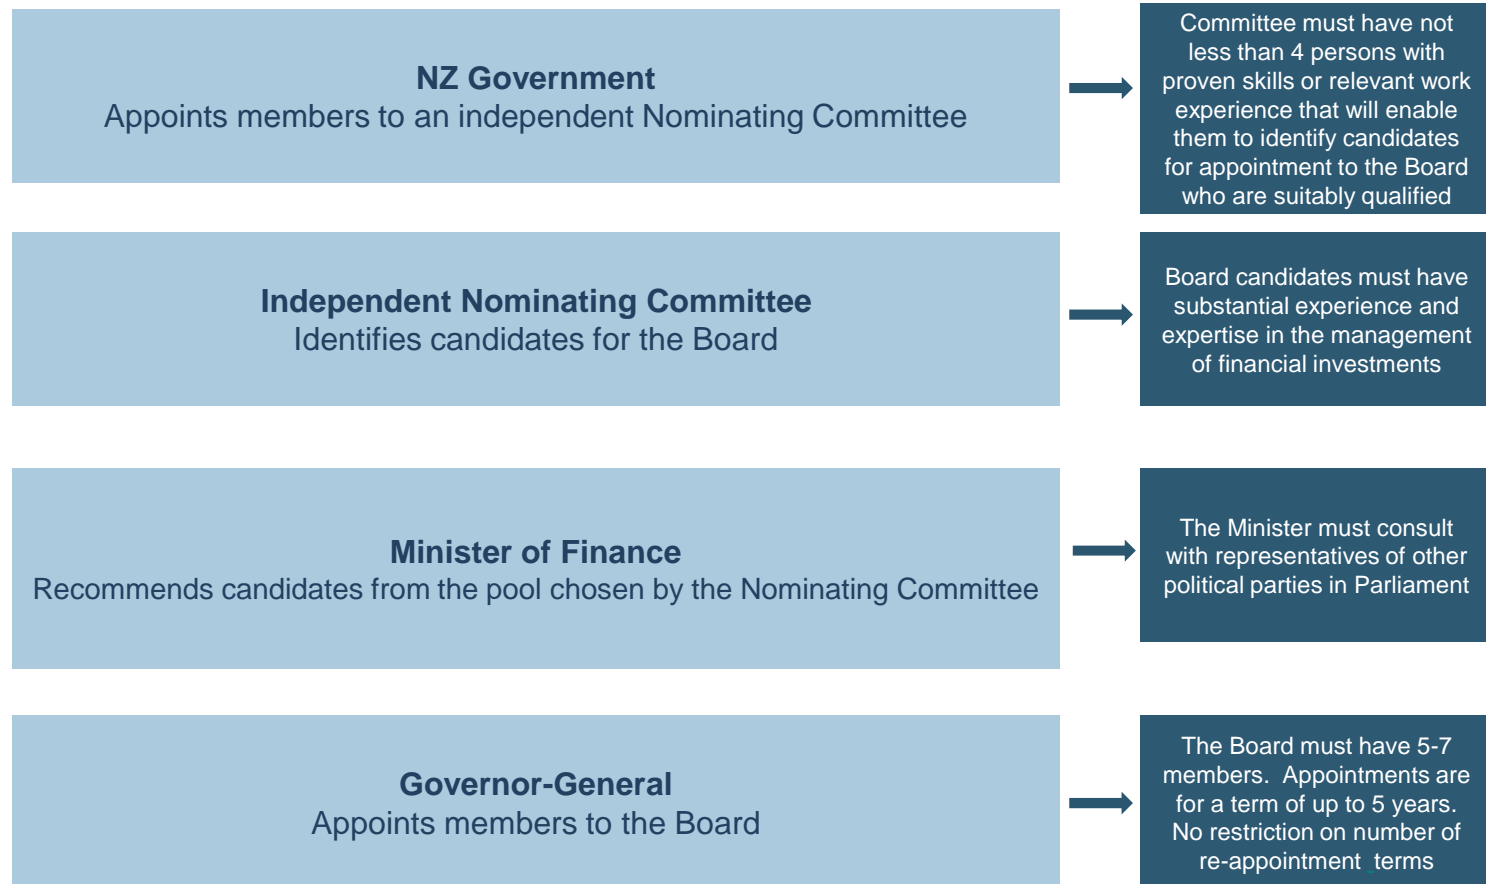 NZ Government
Appoints members to an independent Nominating Committee
Committee must have not
less than 4 persons with
proven skills or relevant work
experience that will enable
them to identify candidates
for appointment to the Board
who are suitably qualified
Independent Nominating Committee
Identifies candidates for the Board
Board candidates must have
substantial experience and
expertise in the management
of financial investments
Minister of Finance
Recommends candidates from the pool chosen by the Nominating Committee
The Minister must consult
with representatives of other
political parties in Parliament
Governor-General
Appoints members to the Board
The Board must have 5-7
members.  Appointments are
for a term of up to 5 years.
No restriction on number of
re-appointment  terms